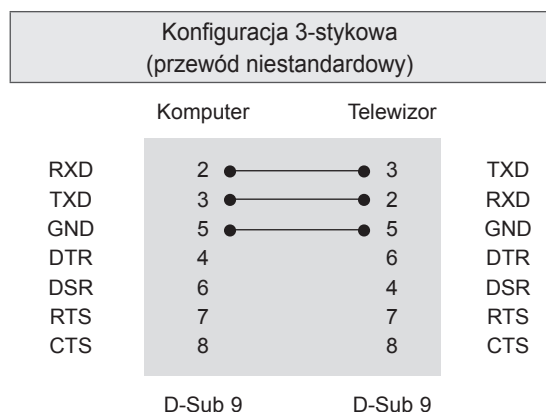 Konfiguracja 3-stykowa
(przewód niestandardowy)
Komputer Telewizor
RXD 2 3 TXD
TXD 3 2 RXD
GND 5 5 GND
DTR 4 6 DTR
DSR 6 4 DSR
RTS 7 7 RTS
CTS 8 8 CTS
D-Sub 9 D-Sub 9